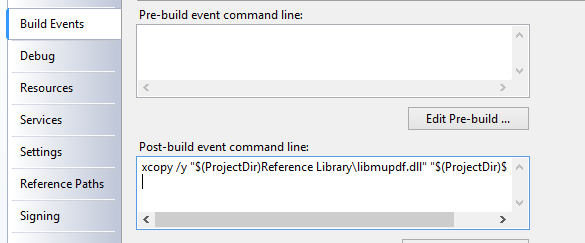 Build Events
Debug
Resources
Services
Settings
Reference Paths
Signing
Pre-build event command line:
Edit Pre-build ...
Post-build event command line:
xcopy /y "$(ProjectDir)Reference Library\libmupdf.dll" "$(ProjectDir)$